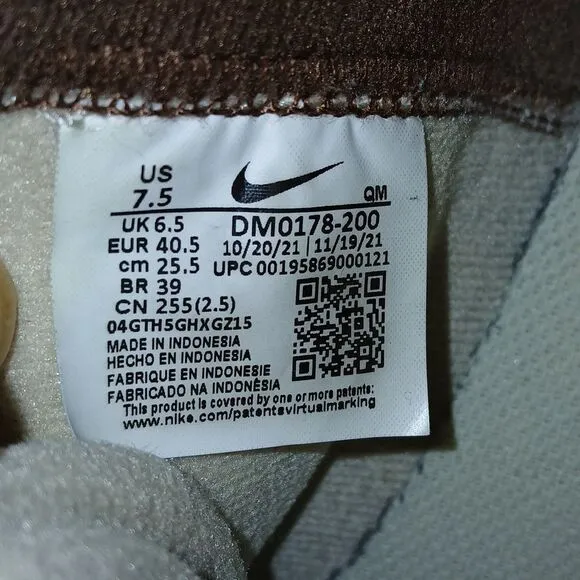 US
7.5
QM
UK 6.5 DM0178-200
EUR 40.5 10/20/21 | 11/19/21
cm 25.5 UPC 00195869000121
BR 39
CN 255(2.5)
04GTH5GHXGZ15
MADE IN INDONESIA
HECHO EN INDONESIA
FABRIQUE EN INDONESIE
FABRICADO NA INDONÉSIA
This product is covered by one or more patents:
www.nike.com/patentsvirtualmarking